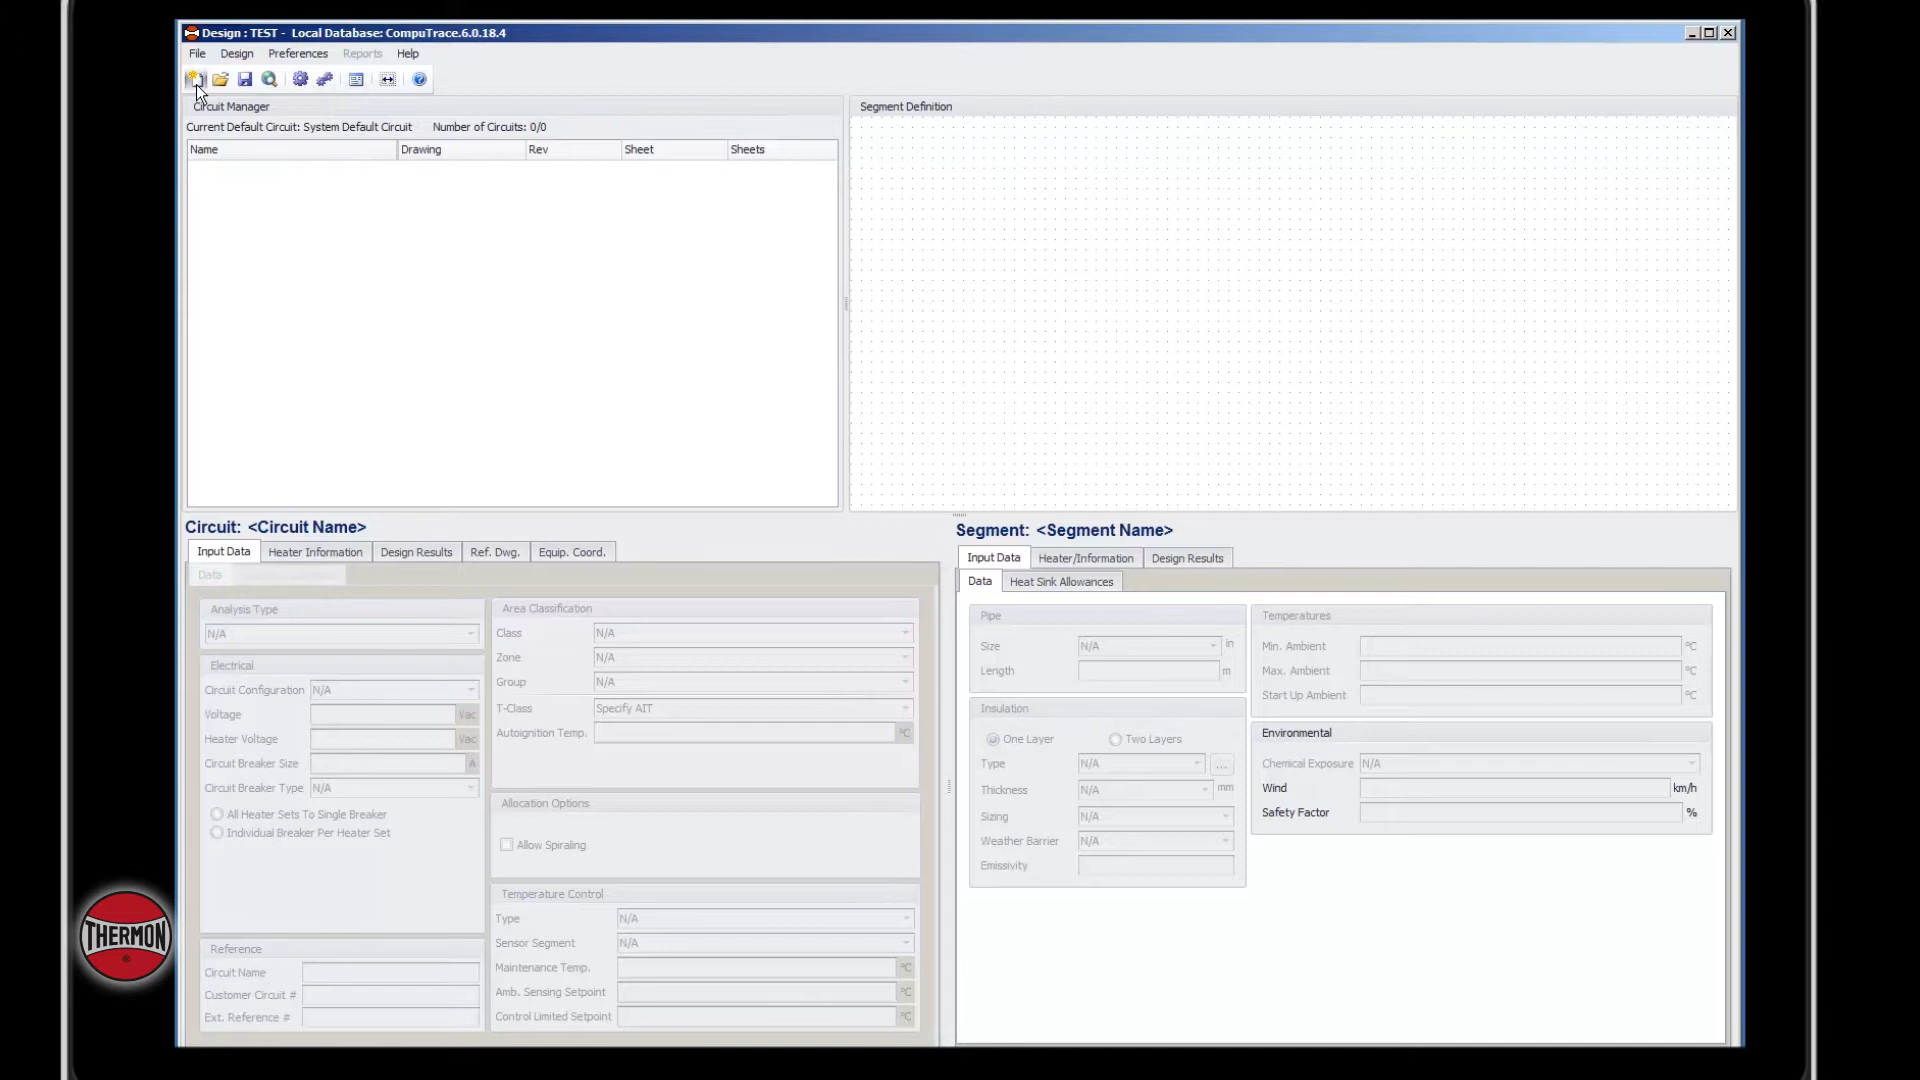 Design : TEST - Local Database: CompuTrace.6.0.18.4
File Design Preferences Reports Help
Circuit Manager
Current Default Circuit: System Default Circuit Number of Circuits: 0/0
Name Drawing Rev Sheet Sheets
Segment Definition
Circuit: <Circuit Name>
Input Data Heater Information Design Results Ref. Dwg. Equip. Coord.
Data
Analysis Type
N/A
Electrical
Circuit Configuration N/A
Voltage Vac
Heater Voltage Vac
Circuit Breaker Size A
Circuit Breaker Type N/A
All Heater Sets To Single Breaker
Individual Breaker Per Heater Set
Reference
Circuit Name
Customer Circuit #
Ext. Reference #
Area Classification
Class N/A
Zone N/A
Group N/A
T-Class Specify AIT
Autoignition Temp. °C
Allocation Options
Allow Spiraling
Temperature Control
Type N/A
Sensor Segment N/A
Maintenance Temp. °C
Amb. Sensing Setpoint °C
Control Limited Setpoint °C
Segment: <Segment Name>
Input Data Heater/Information Design Results
Data Heat Sink Allowances
Pipe
Size N/A in
Length m
Insulation
One Layer Two Layers
Type N/A ...
Thickness N/A mm
Sizing N/A
Weather Barrier N/A
Emissivity
Temperatures
Min. Ambient °C
Max. Ambient °C
Start Up Ambient °C
Environmental
Chemical Exposure N/A
Wind km/h
Safety Factor %
THERMON